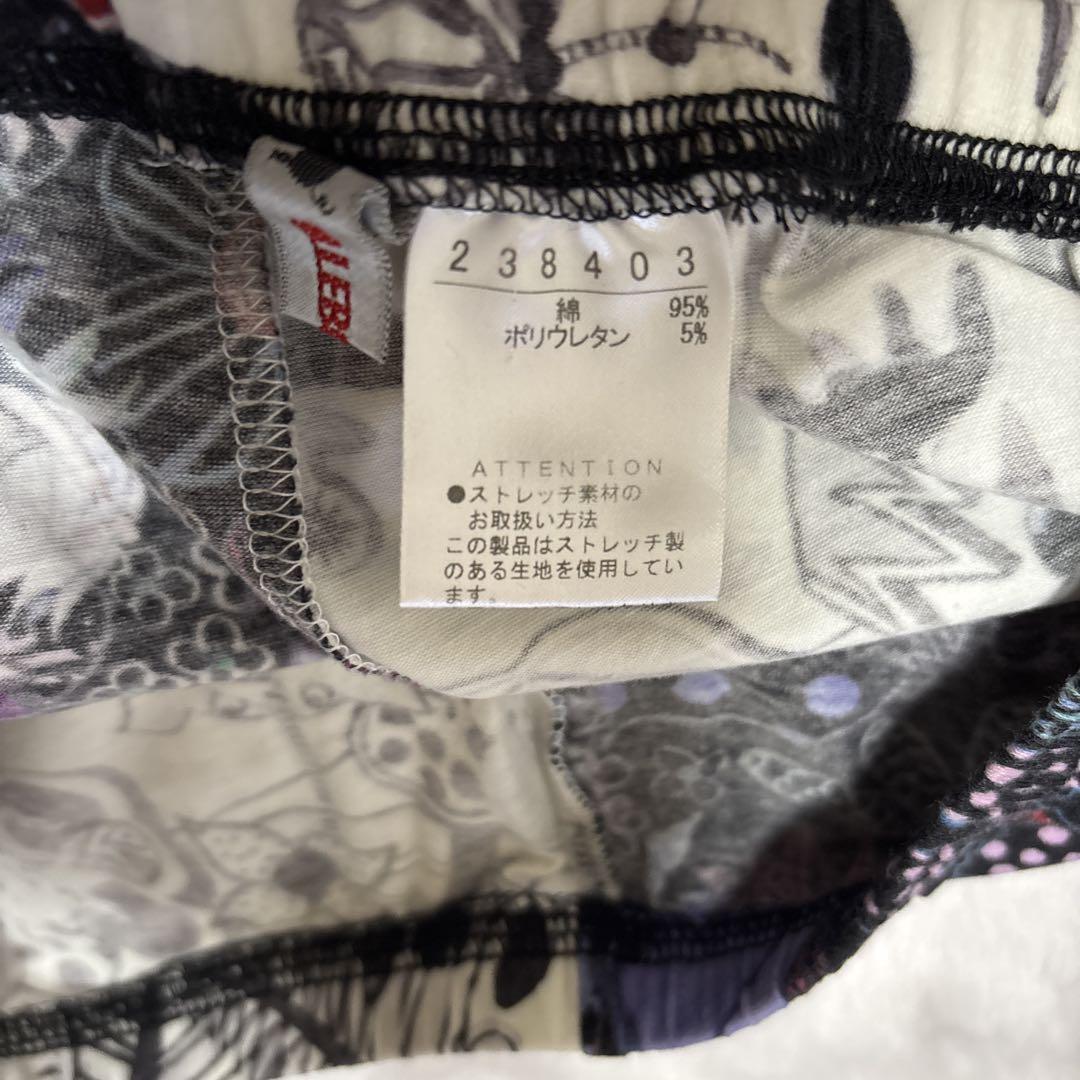 238403
綿 95%
ポリウレタン 5%
ATTENTION
●ストレッチ素材の
お取扱い方法
この製品はストレッチ製
のある生地を使用してい
ます。